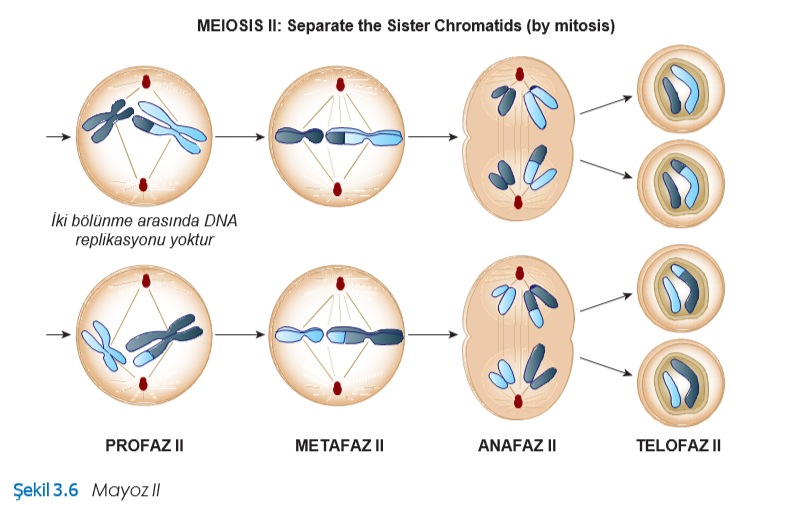 MEIOSIS II: Separate the Sister Chromatids (by mitosis)
İki bölünme arasında DNA
replikasyonu yoktur
PROFAZ II
METAFAZ II
ANAFAZ II
TELOFAZ II
Şekil 3.6 Mayoz II